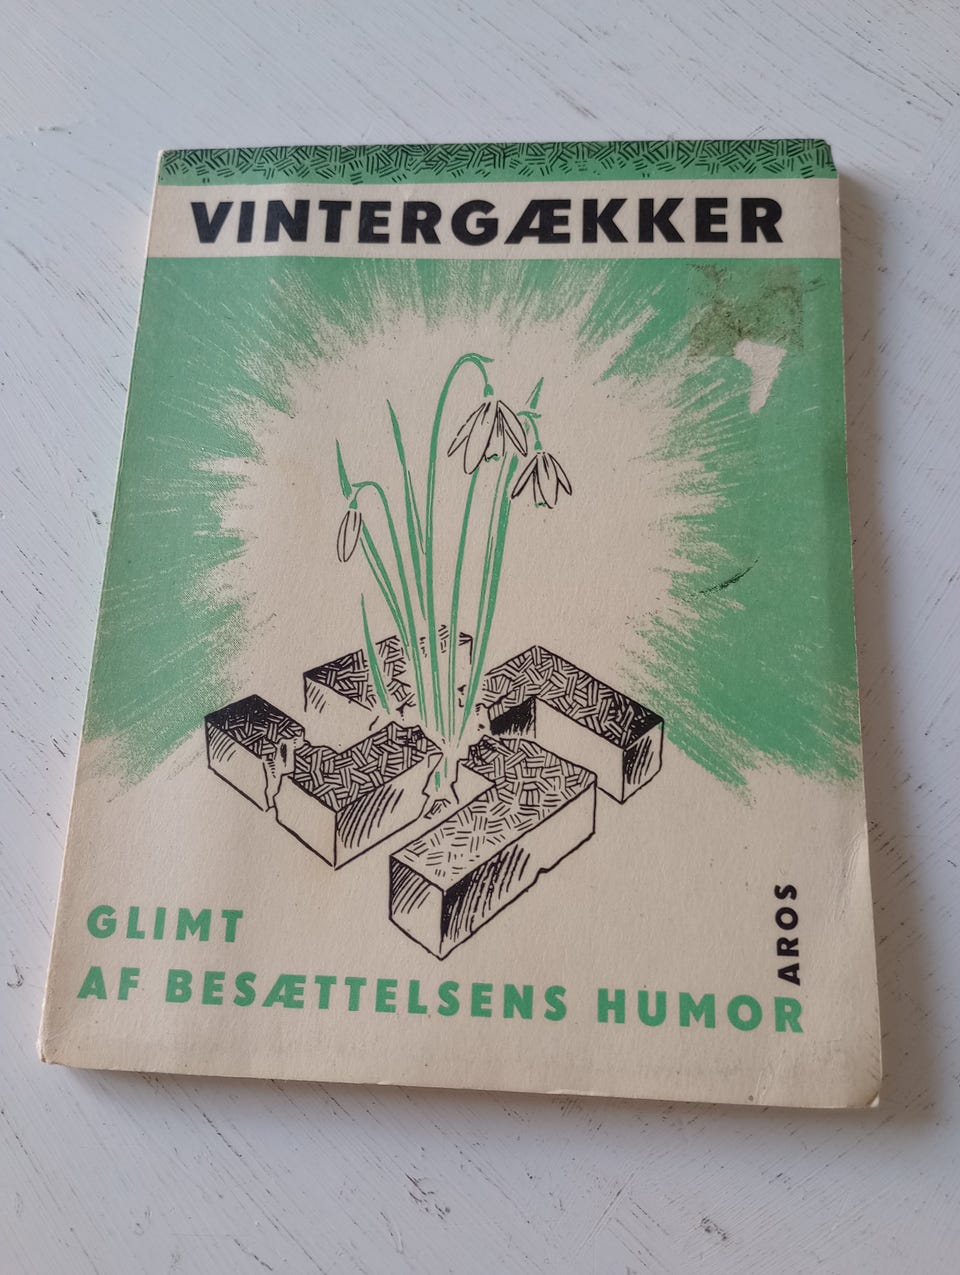 VINTERGÆKKER
GLIMT
AF BESÆTTELSENS HUMOR
AROS